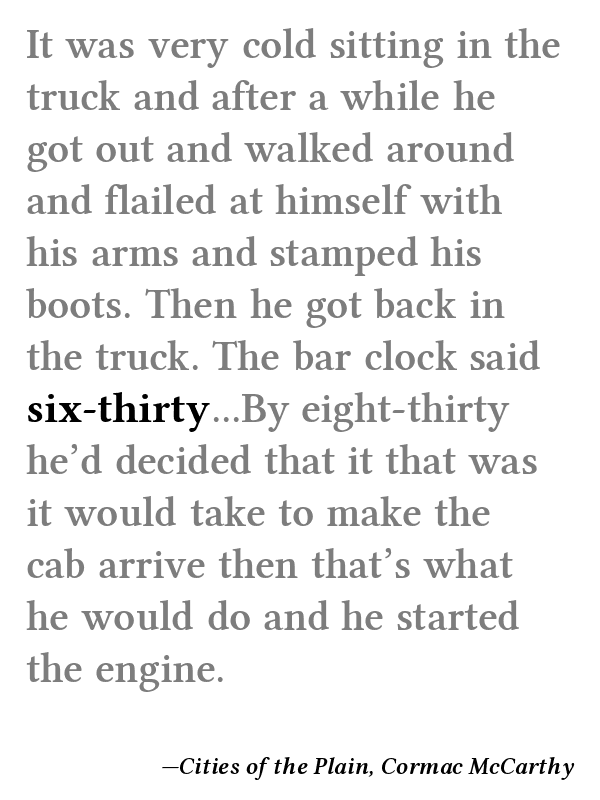 It was very cold sitting in the
truck and after a while he
got out and walked around
and flailed at himself with
his arms and stamped his
boots. Then he got back in
the truck. The bar clock said
six-thirty...By eight-thirty
he’d decided that it that was
it would take to make the
cab arrive then that’s what
he would do and he started
the engine.
—Cities of the Plain, Cormac McCarthy